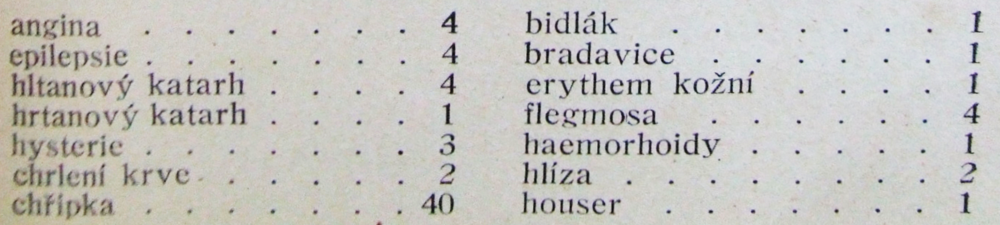 angina . . . . . . . 4
epilepsie . . . . . . . 4
hltanový katarh . . . . 4
hrtanový katarh . . . . 1
hysterie . . . . . . . 3
chrlení krve . . . . . . 2
chřipka . . . . . . . 40
bidlák . . . . . . . 1
bradavice . . . . . . 1
erythem kožní . . . . 1
flegmosa . . . . . . 4
haemorhoidy . . . . . 1
hlíza . . . . . . . . 2
houser . . . . . . . 1